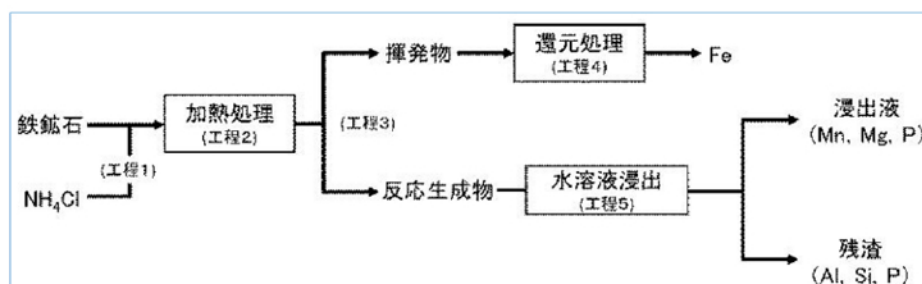 鉄鉱石
NH₄Cl
(工程1)
加熱処理
(工程2)
(工程3)
揮発物
還元処理
(工程4)
Fe
反応生成物
水溶液浸出
(工程5)
浸出液
(Mn, Mg, P)
残渣
(Al, Si, P)